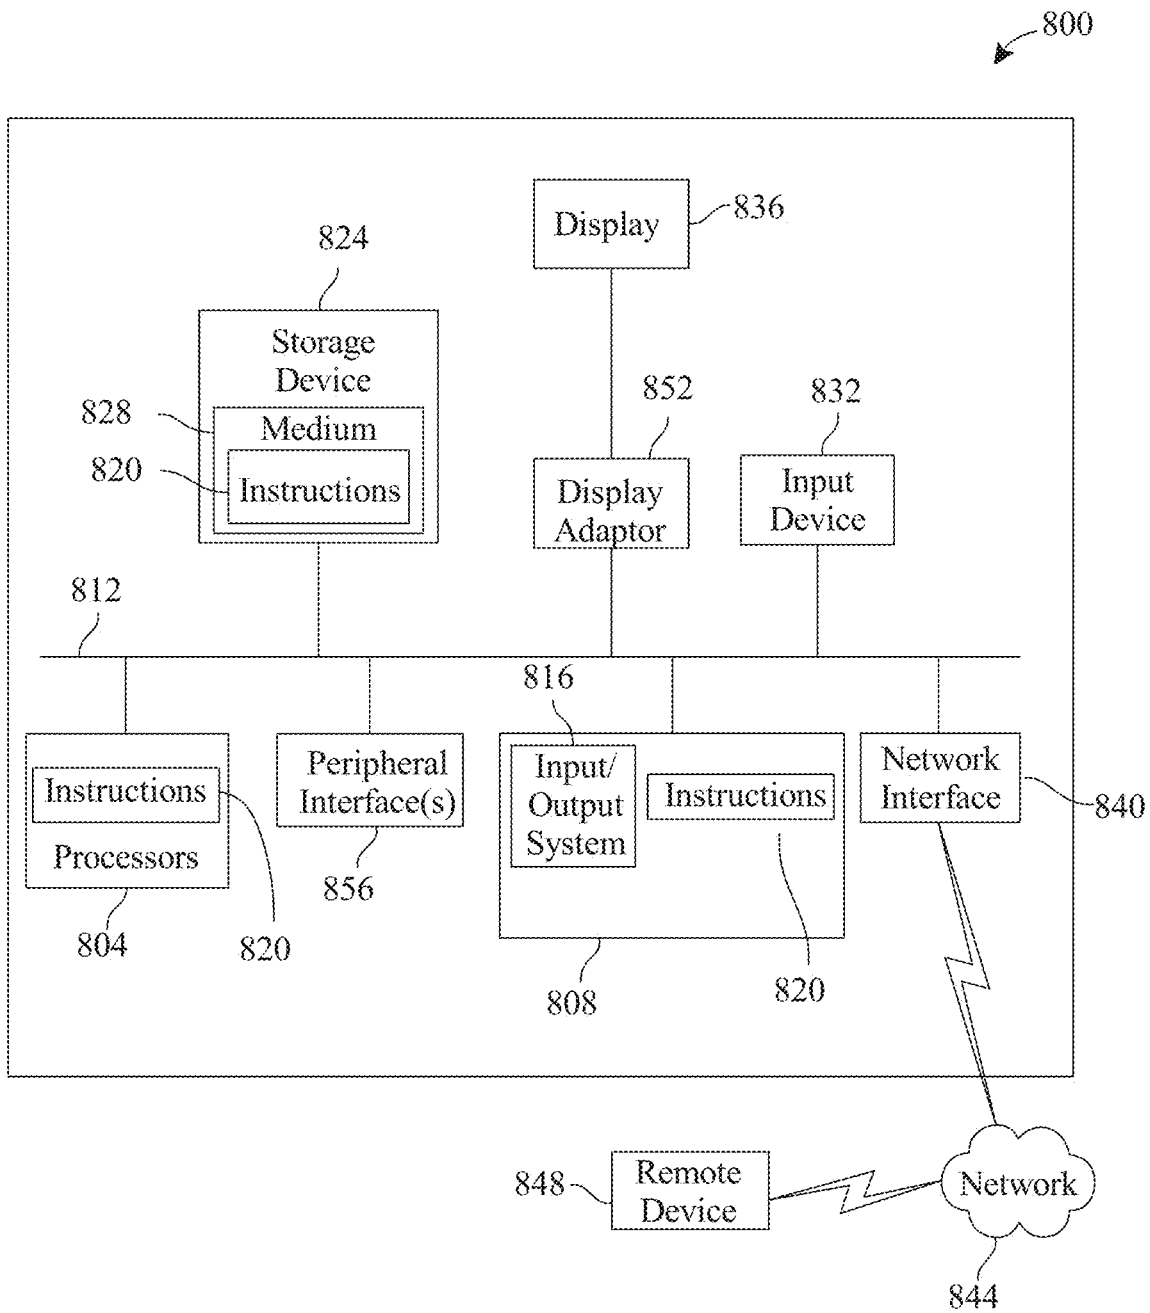 800
Display
836
824
Storage
Device
852
832
828
Medium
820
Instructions
Display
Adaptor
Input
Device
812
816
Instructions
Processors
Peripheral
Interface(s)
Input/
Output
System
Instructions
Network
Interface
840
856
804
820
808
820
848
Remote
Device
Network
844